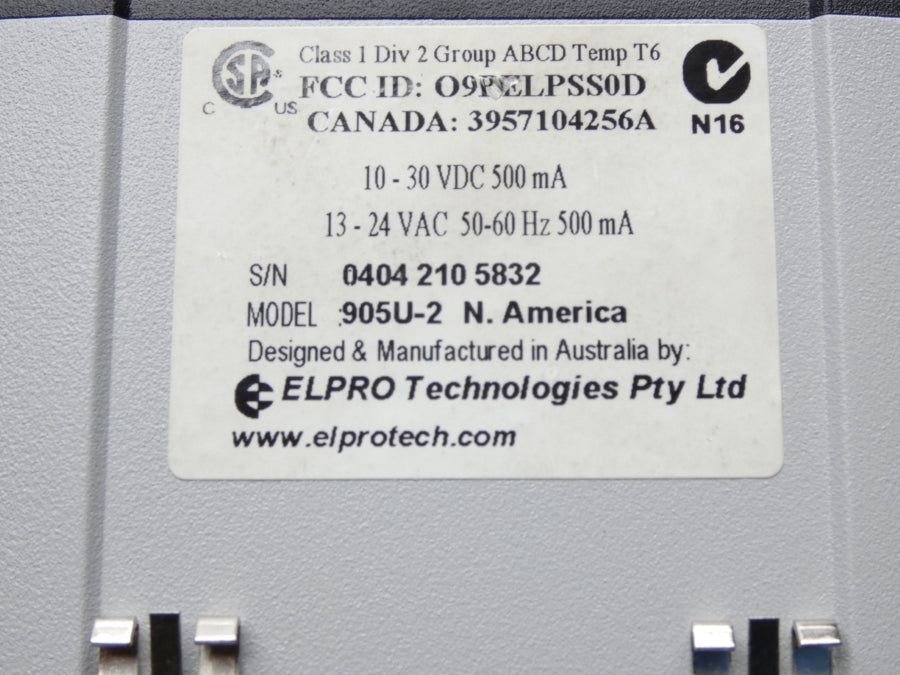 Class 1 Div 2 Group ABCD Temp T6
C SP® US
FCC ID: O9PELPSS0D
CANADA: 3957104256A
N16
10 - 30 VDC 500 mA
13 - 24 VAC 50-60 Hz 500 mA
S/N 0404 210 5832
MODEL :905U-2 N. America
Designed & Manufactured in Australia by:
ELPRO Technologies Pty Ltd
www.elprotech.com